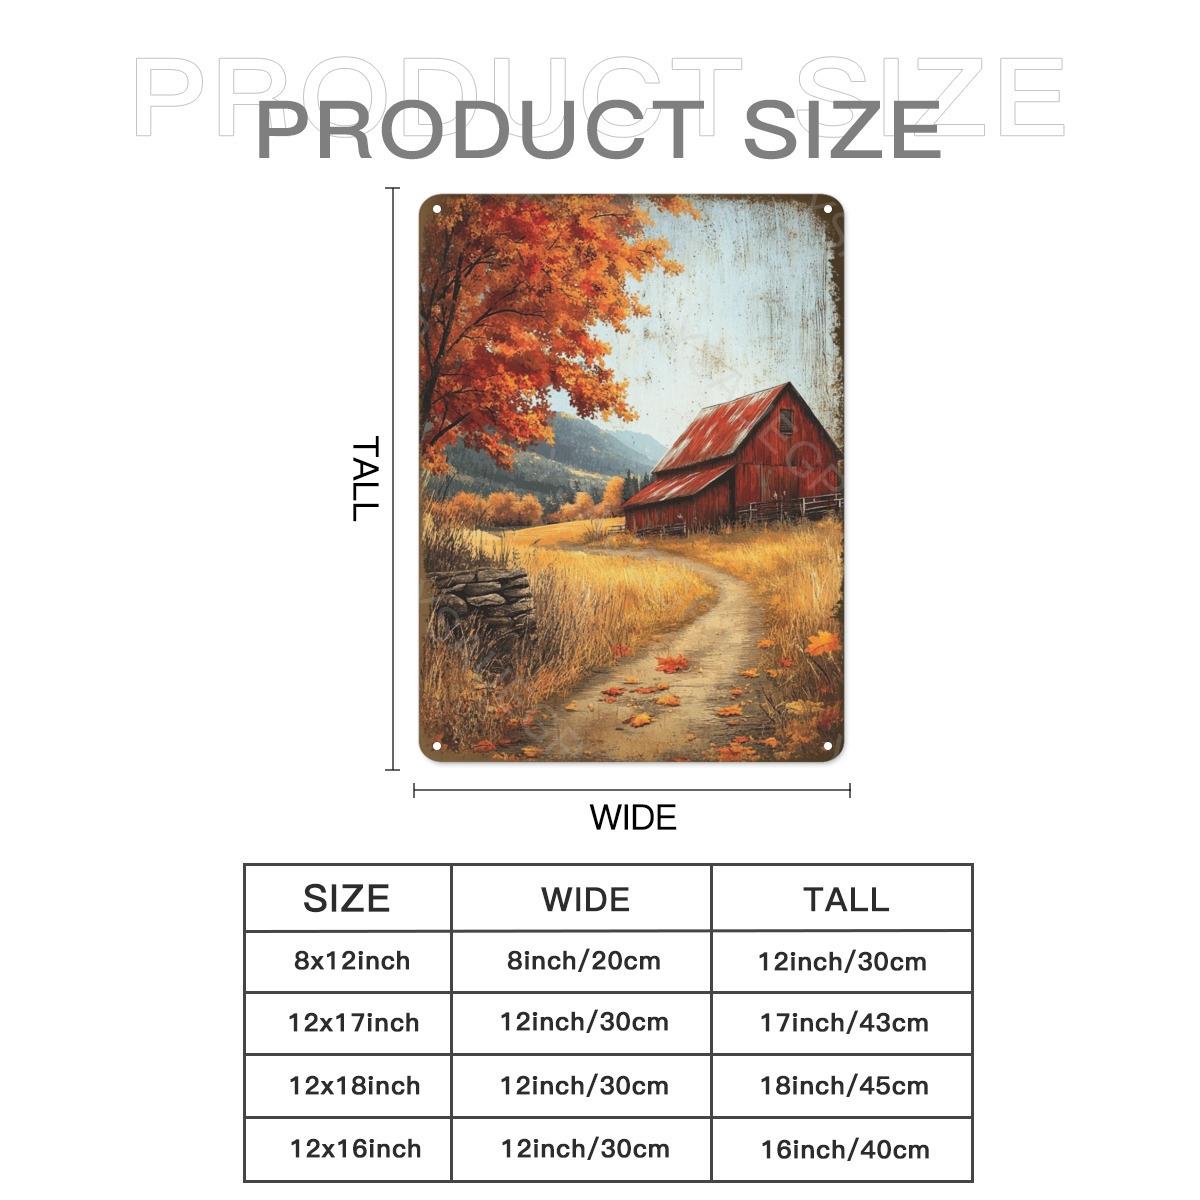 PRODUCT SIZE
PRODUCT SIZE
TALL
WIDE
SIZE WIDE TALL
8x12inch 8inch/20cm 12inch/30cm
12x17inch 12inch/30cm 17inch/43cm
12x18inch 12inch/30cm 18inch/45cm
12x16inch 12inch/30cm 16inch/40cm